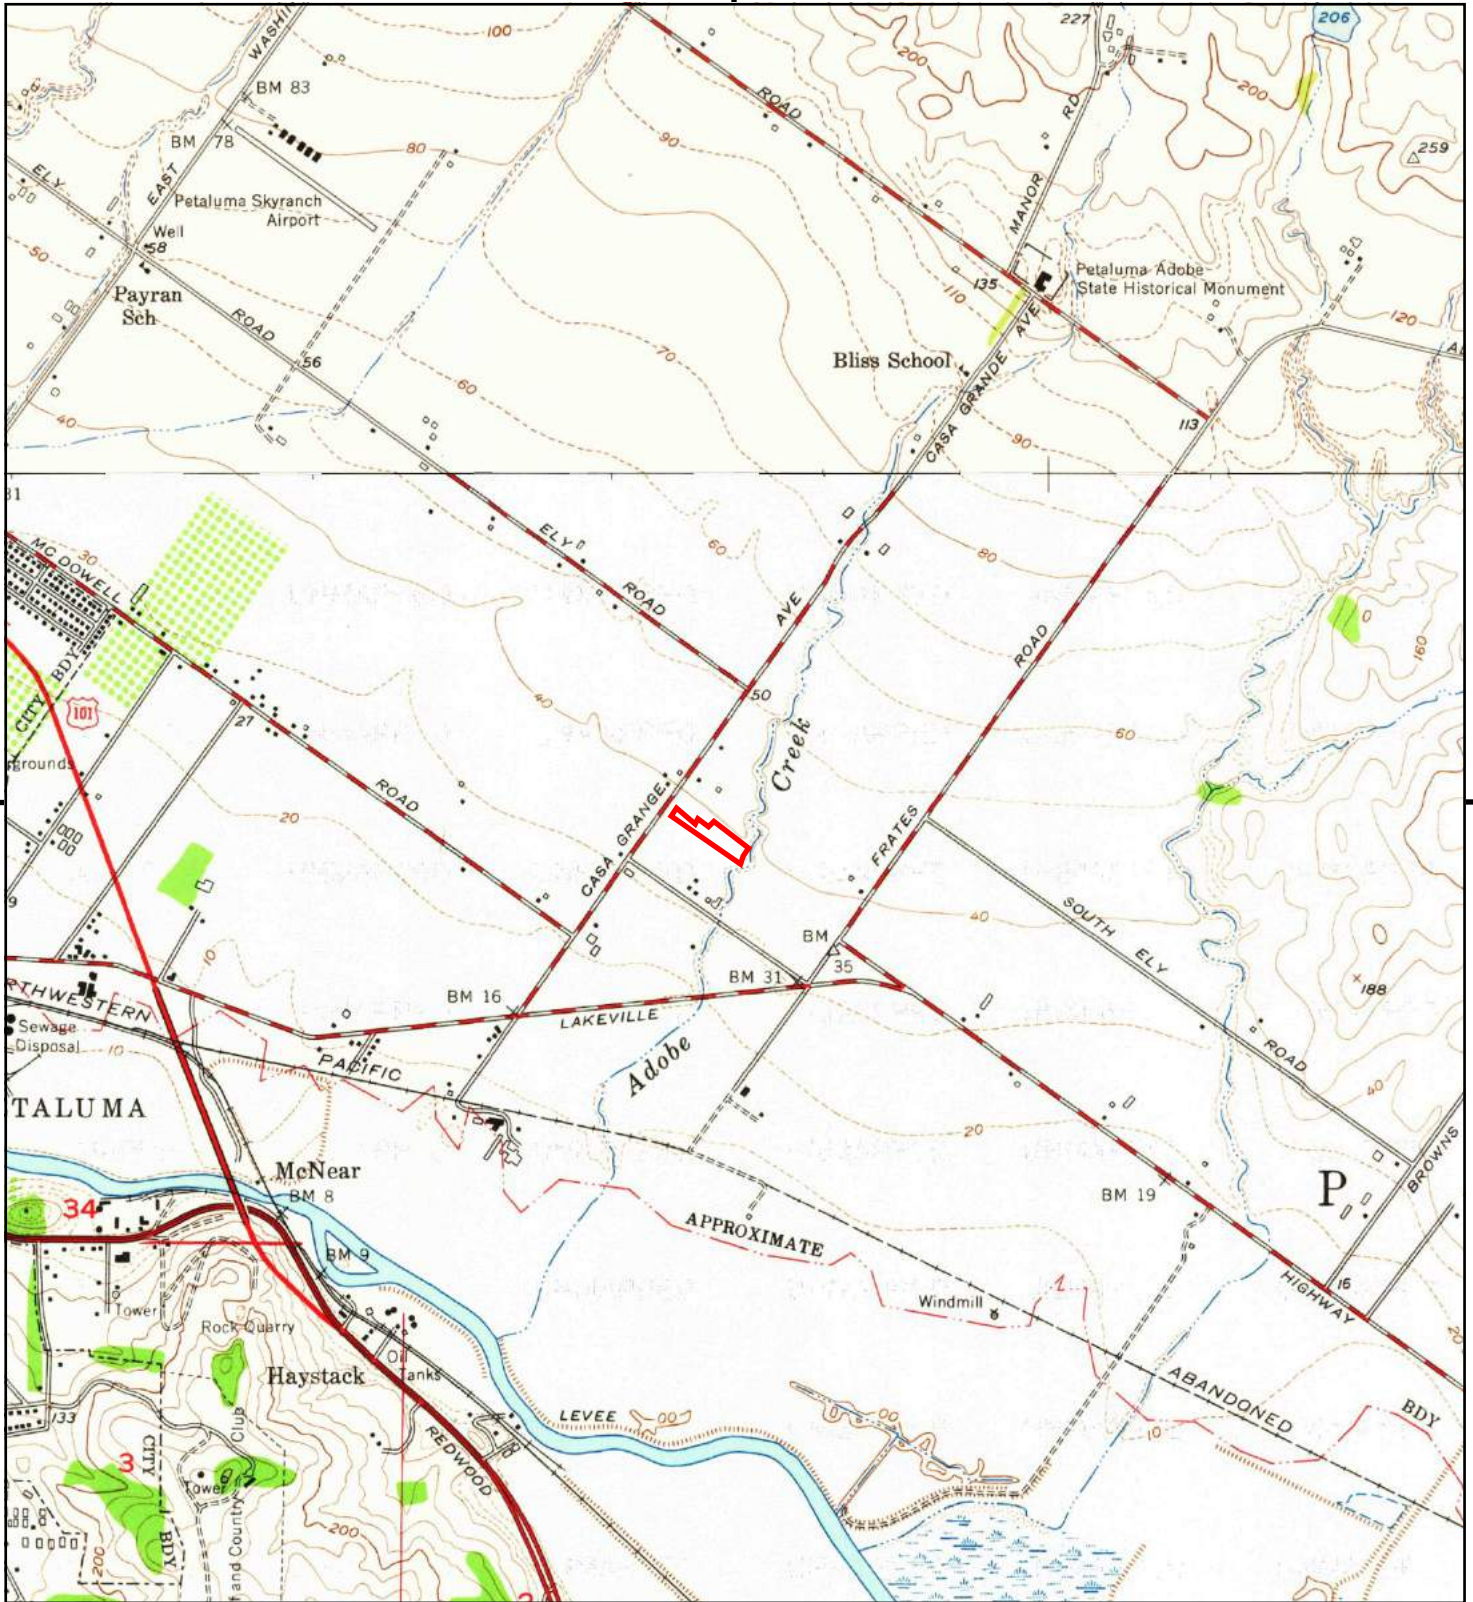 WASHI
100
227
206
BM 83
200
ROAD
200
RD
BM 78
80
90
259
ELY
EAST
MANOR
Petaluma Skyranch
Airport
Well
58
50
Petaluma Adobe
State Historical Monument
135
110
Payran
Sch
ROAD
AVE
120
70
Bliss School
56
60
GRANDE
40
113
CASA
90
31
ELY
60
80
MC DOWELL
30
ROAD
AVE
160
ROAD
BDY
CITY
50
101
40
27
Creek
60
grounds
ROAD
GRANDE
20
FRATES
CASA
SOUTH
40
9
ELY
BM
35
10
BM 31
188
BM 16
RTHWESTERN
LAKEVILLE
Sewage
Disposal
10
PACIFIC
Adobe
ROAD
40
TALUMA
20
BROWNS
McNear
BM 8
34
BM 19
P
APPROXIMATE
BM 9
1
HIGHWAY
16
Tower
Windmill
Rock Quarry
20
Oil
Tanks
Haystack
ABANDONED
BDY
133
LEVEE
00
00
10
REDWOOD
Club
CITY
3
Tower
200
BDY
200
f and Country